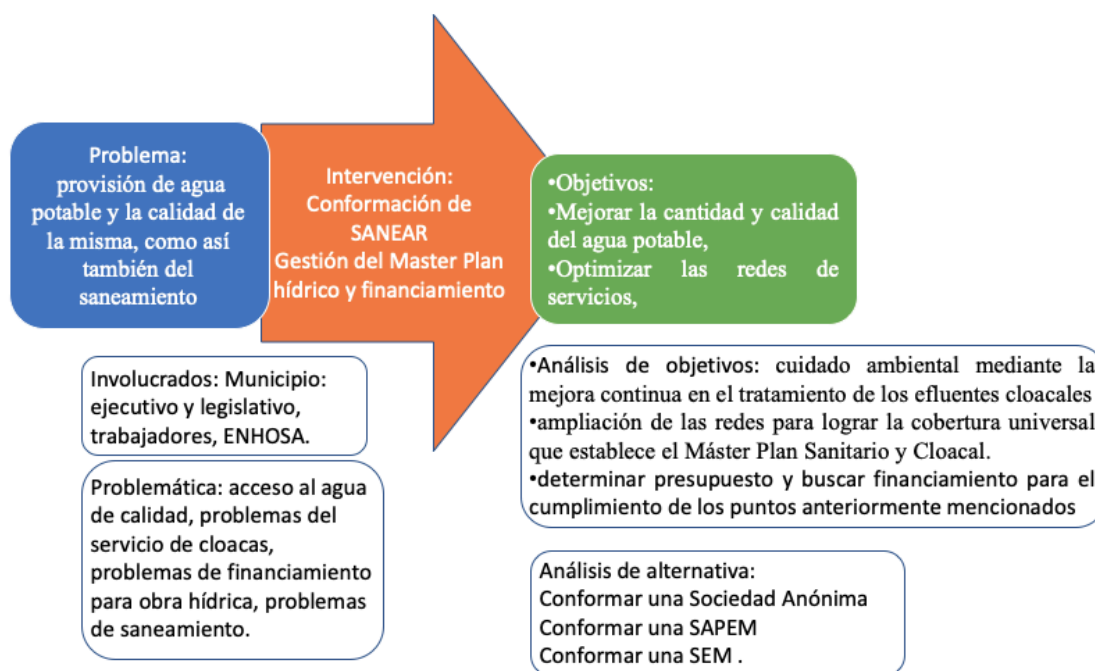 Problema:
provisión de agua
potable y la calidad de
la misma, como así
también del
saneamiento
Intervención:
Conformación de
SANEAR
Gestión del Master Plan
hídrico y financiamiento
•Objetivos:
•Mejorar la cantidad y calidad
del agua potable,
•Optimizar las redes de
servicios,
Involucrados: Municipio:
ejecutivo y legislativo,
trabajadores, ENHOSA.
Problemática: acceso al agua
de calidad, problemas del
servicio de cloacas,
problemas de financiamiento
para obra hídrica, problemas
de saneamiento.
•Análisis de objetivos: cuidado ambiental mediante la
mejora continua en el tratamiento de los efluentes cloacales
•ampliación de las redes para lograr la cobertura universal
que establece el Máster Plan Sanitario y Cloacal.
•determinar presupuesto y buscar financiamiento para el
cumplimiento de los puntos anteriormente mencionados
Análisis de alternativa:
Conformar una Sociedad Anónima
Conformar una SAPEM
Conformar una SEM .